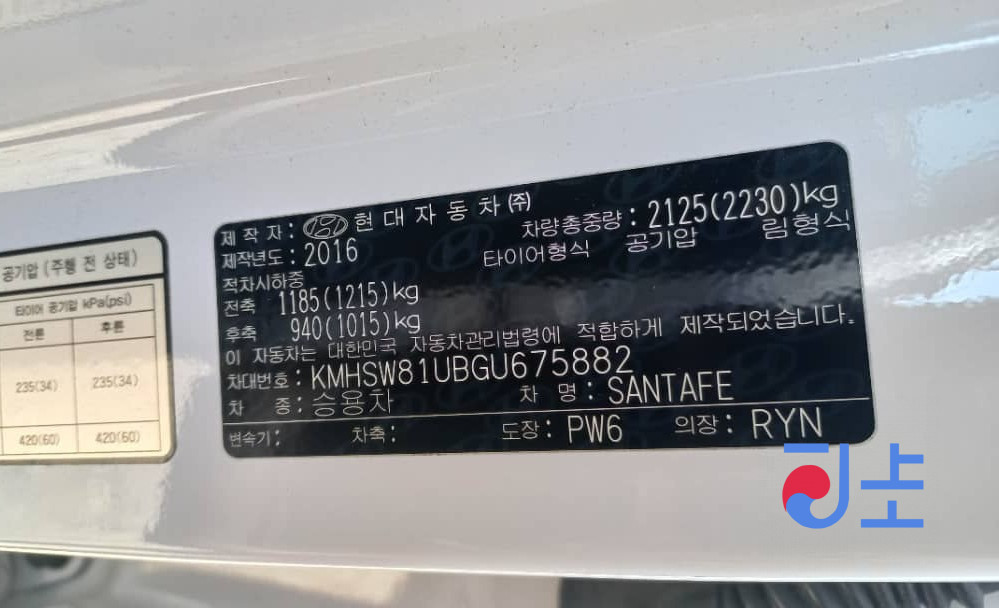 공기압 (주행 전 상태)
타이어 공기압 kPa(psi)
전륜 후륜
235(34) 235(34)
420(60) 420(60)
제 작 자 : 현 대 자 동 차 ㈜
제작년도 : 2016
차량총중량 : 2125(2230)kg
타이어형식 공기압 림형식
적차시하중
전축 1185(1215)kg
후축 940(1015)kg
이 자동차는 대한민국 자동차관리법령에 적합하게 제작되었습니다.
차대번호 : KMHSW81UBGU675882
차 종 : 승용차 차 명 : SANTAFE
변속기 : 차축 : 도장 : PW6 의장 : RYN